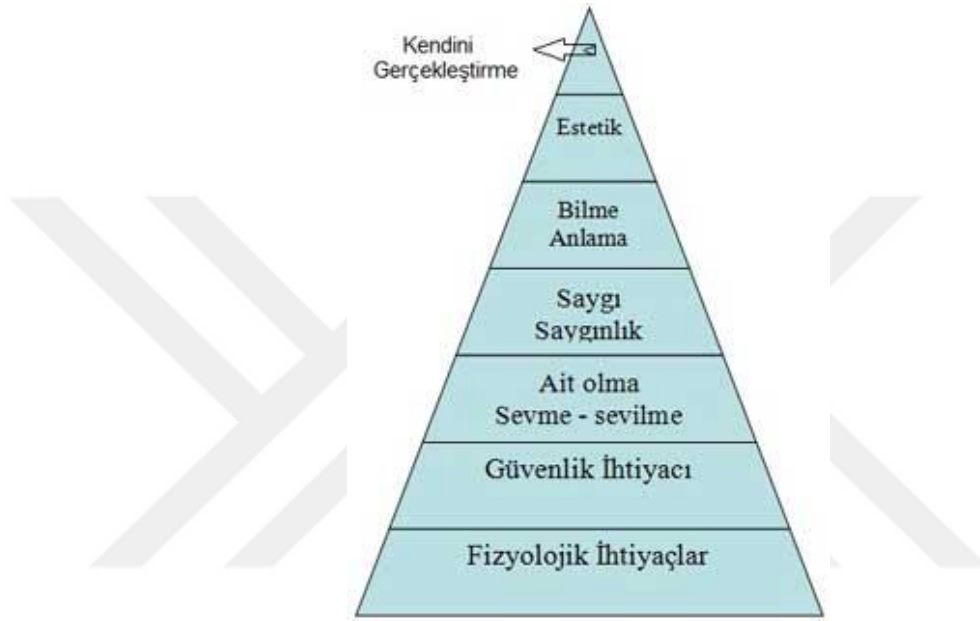 Kendini
Gerçekleştirme
Estetik
Bilme
Anlama
Saygı
Saygınlık
Ait olma
Sevme - sevilme
Güvenlik İhtiyacı
Fizyolojik İhtiyaçlar